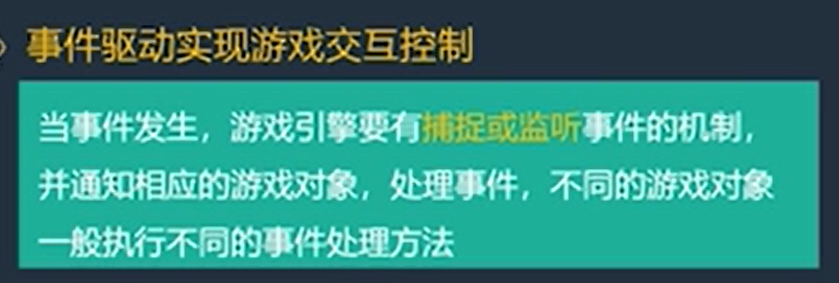 事件驱动实现游戏交互控制
当事件发生，游戏引擎要有捕捉或监听事件的机制，
并通知相应的游戏对象，处理事件，不同的游戏对象
一般执行不同的事件处理方法